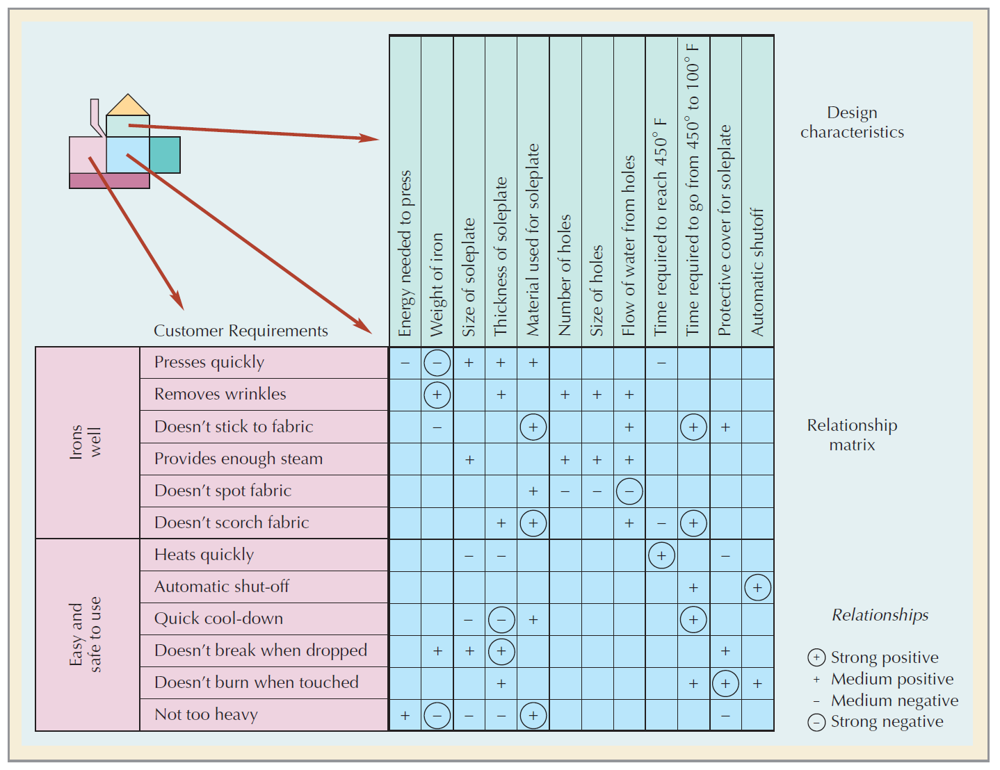 Energy needed to press
Weight of iron
Size of soleplate
Thickness of soleplate
Material used for soleplate
Number of holes
Size of holes
Flow of water from holes
Time required to reach 450° F
Time required to go from 450° to 100° F
Protective cover for soleplate
Automatic shutoff
Design
characteristics
Customer Requirements
Irons
well
Presses quickly − ⊖ + + + −
Removes wrinkles ⊕ + + + +
Doesn’t stick to fabric − ⊕ + ⊕ +
Provides enough steam + + + +
Doesn’t spot fabric + − − ⊖
Doesn’t scorch fabric + ⊕ + − ⊕
Relationship
matrix
Easy and
safe to use
Heats quickly − − ⊕ −
Automatic shut-off + ⊕
Quick cool-down − ⊖ + ⊕
Doesn’t break when dropped + + ⊕ +
Doesn’t burn when touched + + ⊕ +
Not too heavy + ⊖ − − ⊕ −
Relationships
⊕ Strong positive
+ Medium positive
− Medium negative
⊖ Strong negative